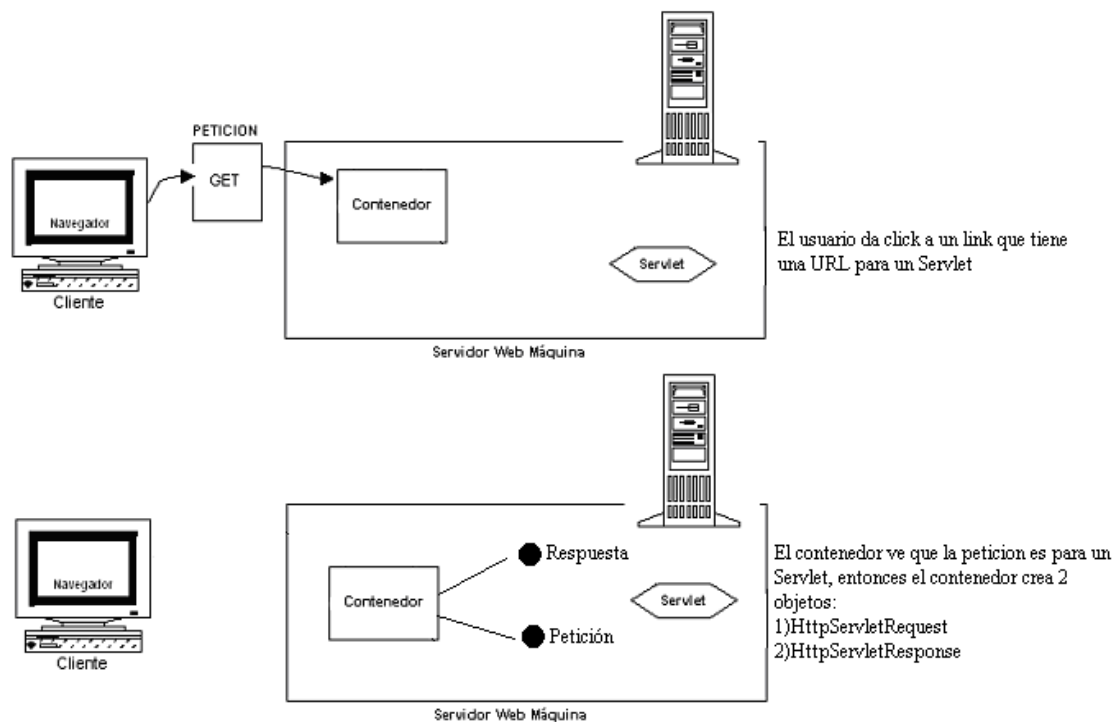 PETICION
GET
Contenedor
Navegador
Servlet
Cliente
El usuario da click a un link que tiene
una URL para un Servlet
Servidor Web Máquina
Respuesta
Contenedor
Navegador
Servlet
Petición
Cliente
El contenedor ve que la peticion es para un
Servlet, entonces el contenedor crea 2
objetos:
1)HttpServletRequest
2)HttpServletResponse
Servidor Web Máquina